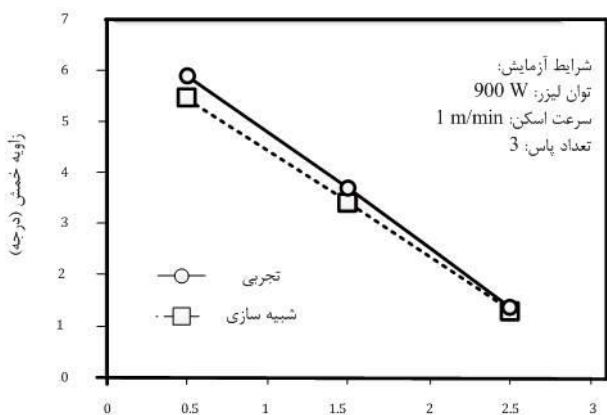 7
6
5
4
3
2
1
0
زاویه خمش (درجه)
شرایط آزمایش:
توان لیزر: 900 W
سرعت اسکن: 1 m/min
تعداد پاس: 3
تجربی
شبیه سازی
0 0.5 1 1.5 2 2.5 3